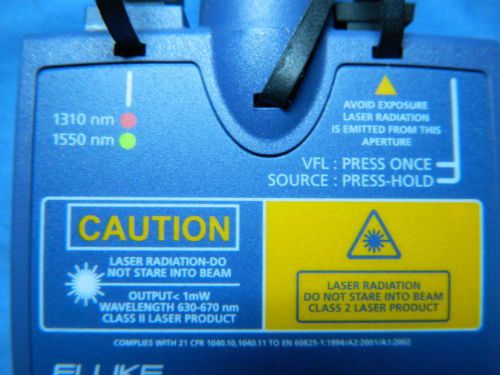 1310 nm
1550 nm
AVOID EXPOSURE
LASER RADIATION
IS EMITTED FROM THIS
APERTURE
VFL : PRESS ONCE
SOURCE : PRESS-HOLD
CAUTION
LASER RADIATION-DO
NOT STARE INTO BEAM
OUTPUT< 1mW
WAVELENGTH 630-670 nm
CLASS II LASER PRODUCT
LASER RADIATION
DO NOT STARE INTO BEAM
CLASS 2 LASER PRODUCT
COMPLIES WITH 21 CFR 1040.10, 1040.11 TO EN 60825-1:1994/A2:2001/A1:2002
FLUKE